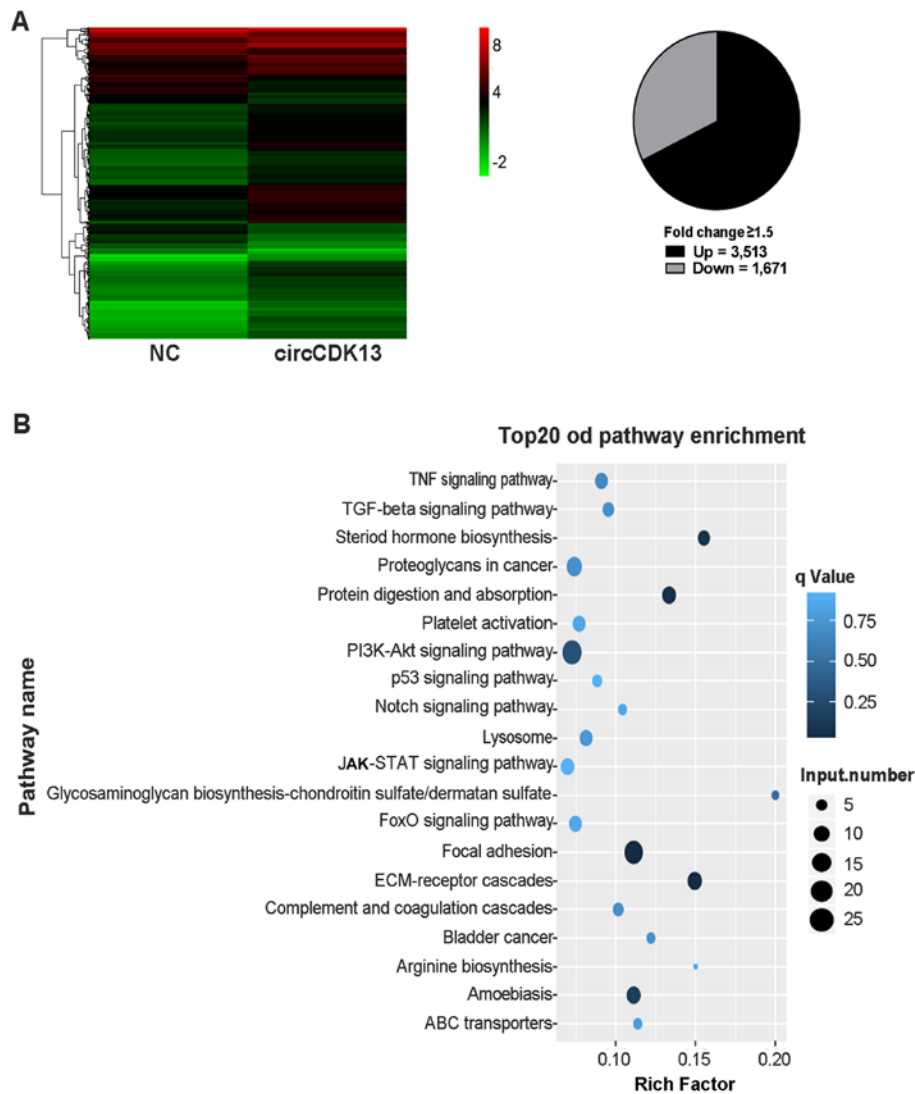 A
8
4
-2
NC
circCDK13
Fold change ≥1.5
Up = 3,513
Down = 1,671
B
Top20 od pathway enrichment
Pathway name
TNF signaling pathway
TGF-beta signaling pathway
Steriod hormone biosynthesis
Proteoglycans in cancer
Protein digestion and absorption
Platelet activation
PI3K-Akt signaling pathway
p53 signaling pathway
Notch signaling pathway
Lysosome
JAK-STAT signaling pathway
Glycosaminoglycan biosynthesis-chondroitin sulfate/dermatan sulfate
FoxO signaling pathway
Focal adhesion
ECM-receptor cascades
Complement and coagulation cascades
Bladder cancer
Arginine biosynthesis
Amoebiasis
ABC transporters
0.10 0.15 0.20
Rich Factor
q Value
0.75
0.50
0.25
Input.number
5
10
15
20
25